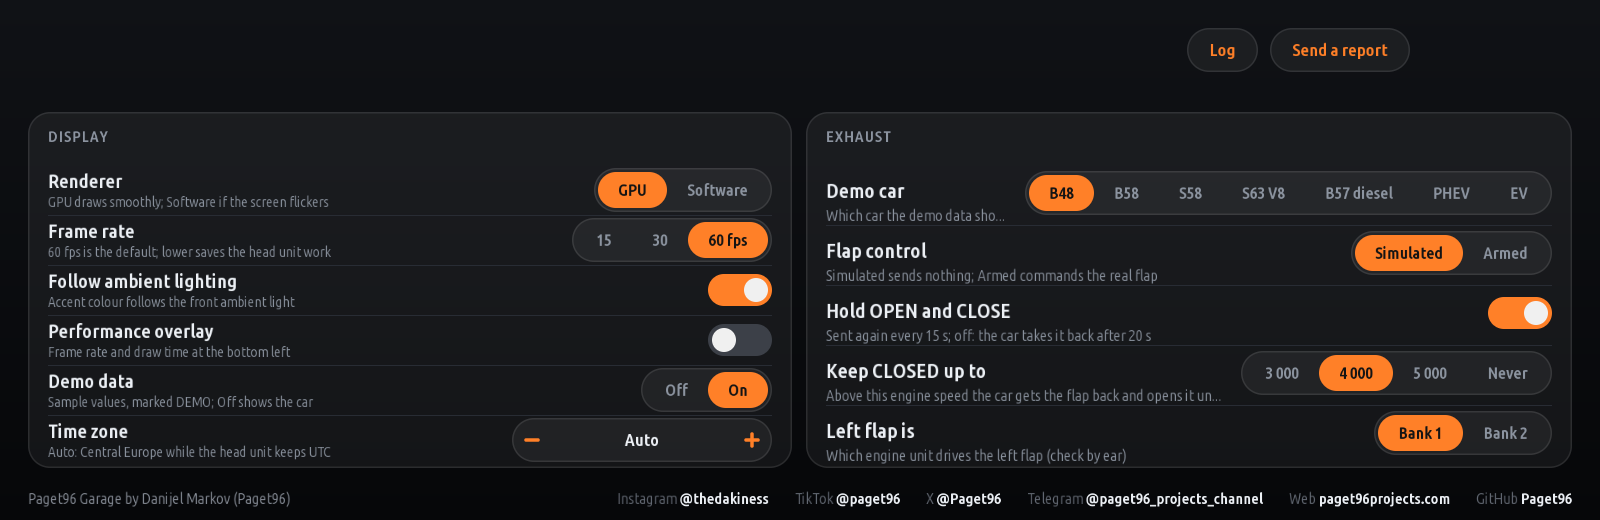 Log
Send a report
DISPLAY
Renderer
GPU draws smoothly; Software if the screen flickers
GPU
Software
Frame rate
60 fps is the default; lower saves the head unit work
15
30
60 fps
Follow ambient lighting
Accent colour follows the front ambient light
Performance overlay
Frame rate and draw time at the bottom left
Demo data
Sample values, marked DEMO; Off shows the car
Off
On
Time zone
Auto: Central Europe while the head unit keeps UTC
−
Auto
+
EXHAUST
Demo car
Which car the demo data sho...
B48
B58
S58
S63 V8
B57 diesel
PHEV
EV
Flap control
Simulated sends nothing; Armed commands the real flap
Simulated
Armed
Hold OPEN and CLOSE
Sent again every 15 s; off: the car takes it back after 20 s
Keep CLOSED up to
Above this engine speed the car gets the flap back and opens it un...
3 000
4 000
5 000
Never
Left flap is
Which engine unit drives the left flap (check by ear)
Bank 1
Bank 2
Paget96 Garage by Danijel Markov (Paget96)
Instagram @thedakiness
TikTok @paget96
X @Paget96
Telegram @paget96_projects_channel
Web paget96projects.com
GitHub Paget96